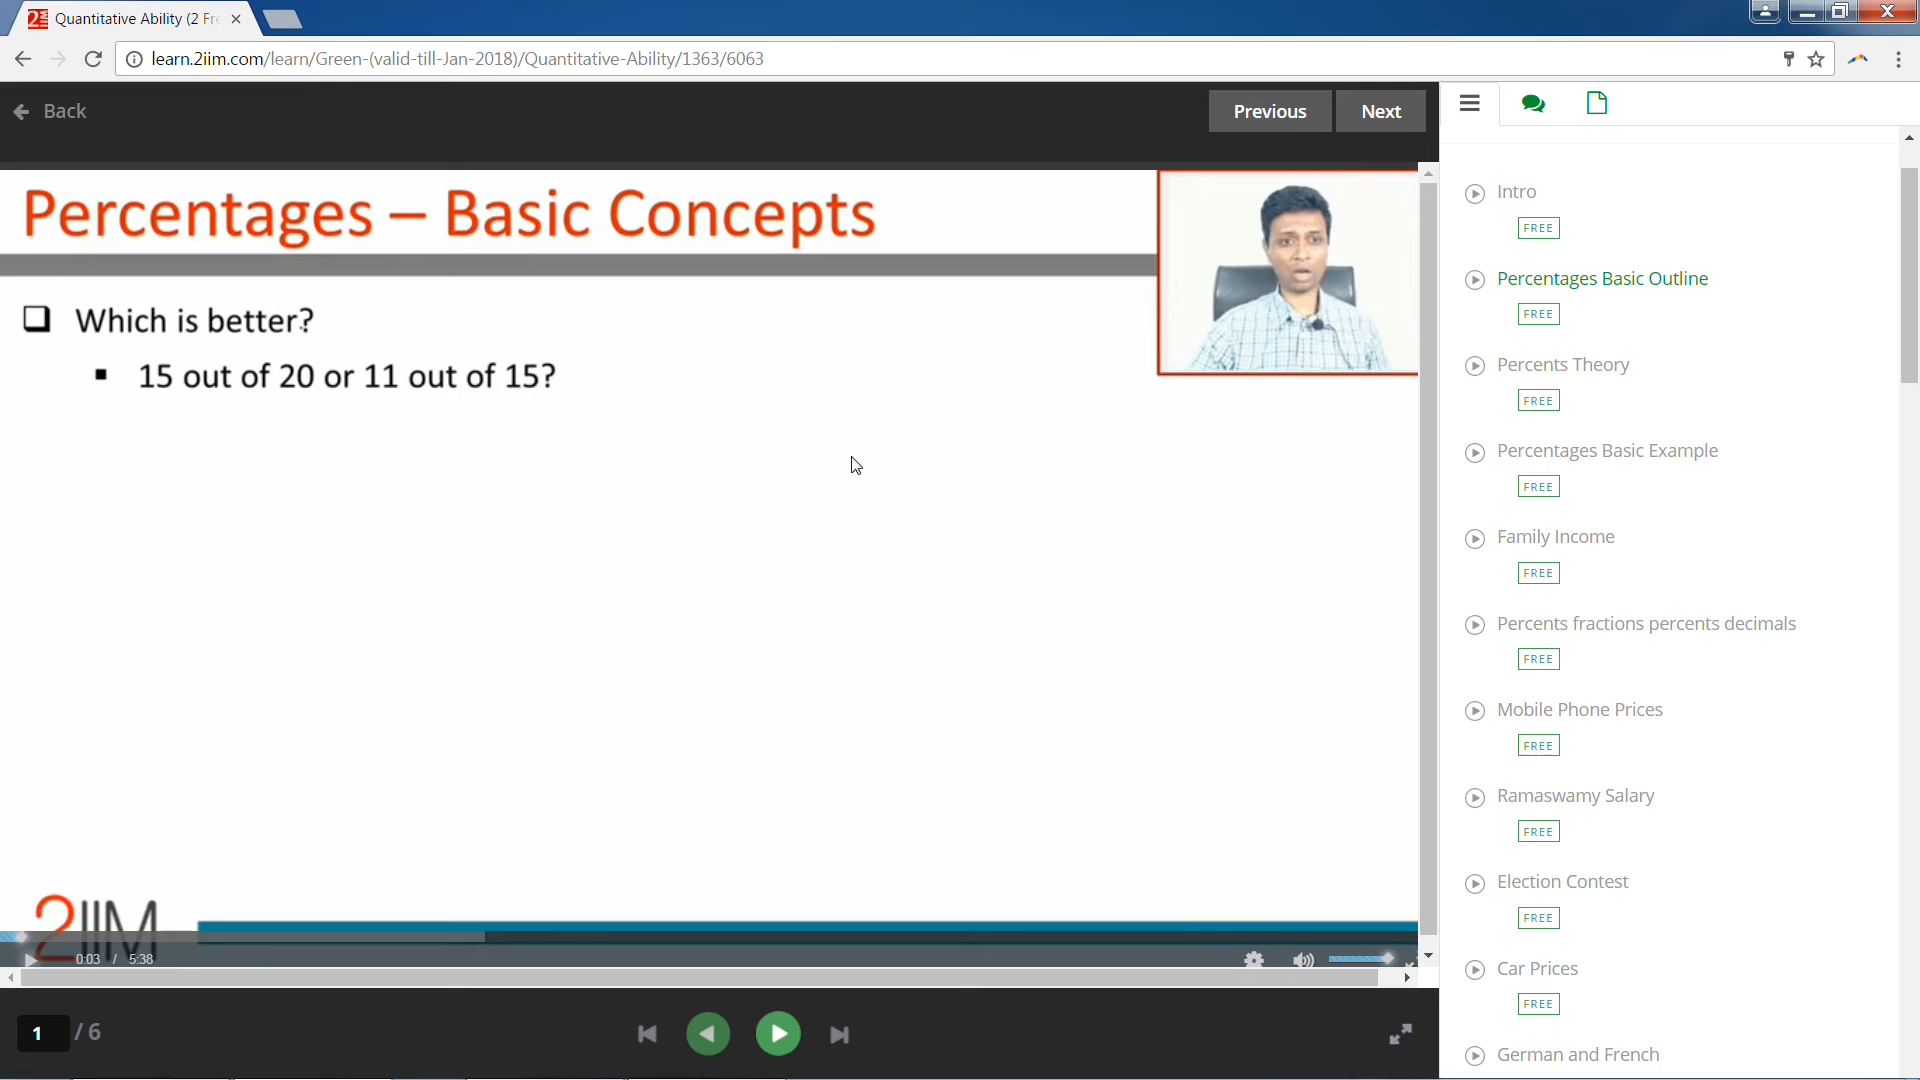 Quantitative Ability (2 Fre
learn.2iim.com/learn/Green-(valid-till-Jan-2018)/Quantitative-Ability/1363/6063
Back
Previous
Next
Percentages – Basic Concepts
Which is better?
15 out of 20 or 11 out of 15?
2IIM
0:03 / 5:38
1 / 6
Intro
FREE
Percentages Basic Outline
FREE
Percents Theory
FREE
Percentages Basic Example
FREE
Family Income
FREE
Percents fractions percents decimals
FREE
Mobile Phone Prices
FREE
Ramaswamy Salary
FREE
Election Contest
FREE
Car Prices
FREE
German and French